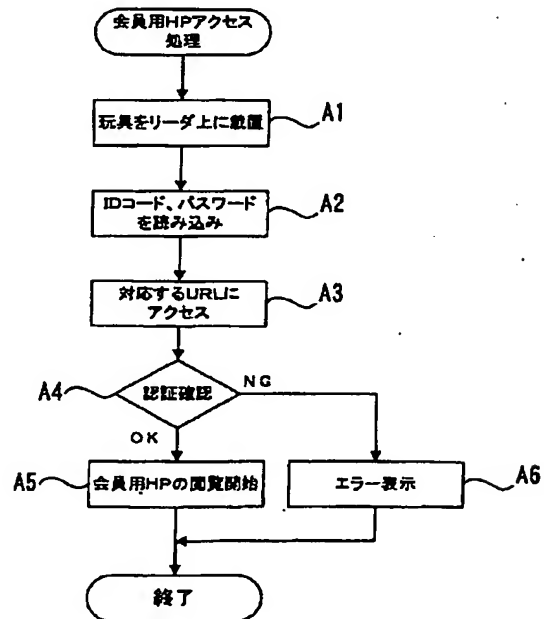 会員用HPアクセス
処理
玩具をリーダ上に載置
A1
IDコード、パスワード
を読み込み
A2
対応するURLに
アクセス
A3
A4
認証確認
NG
OK
A5
会員用HPの閲覧開始
エラー表示
A6
終了